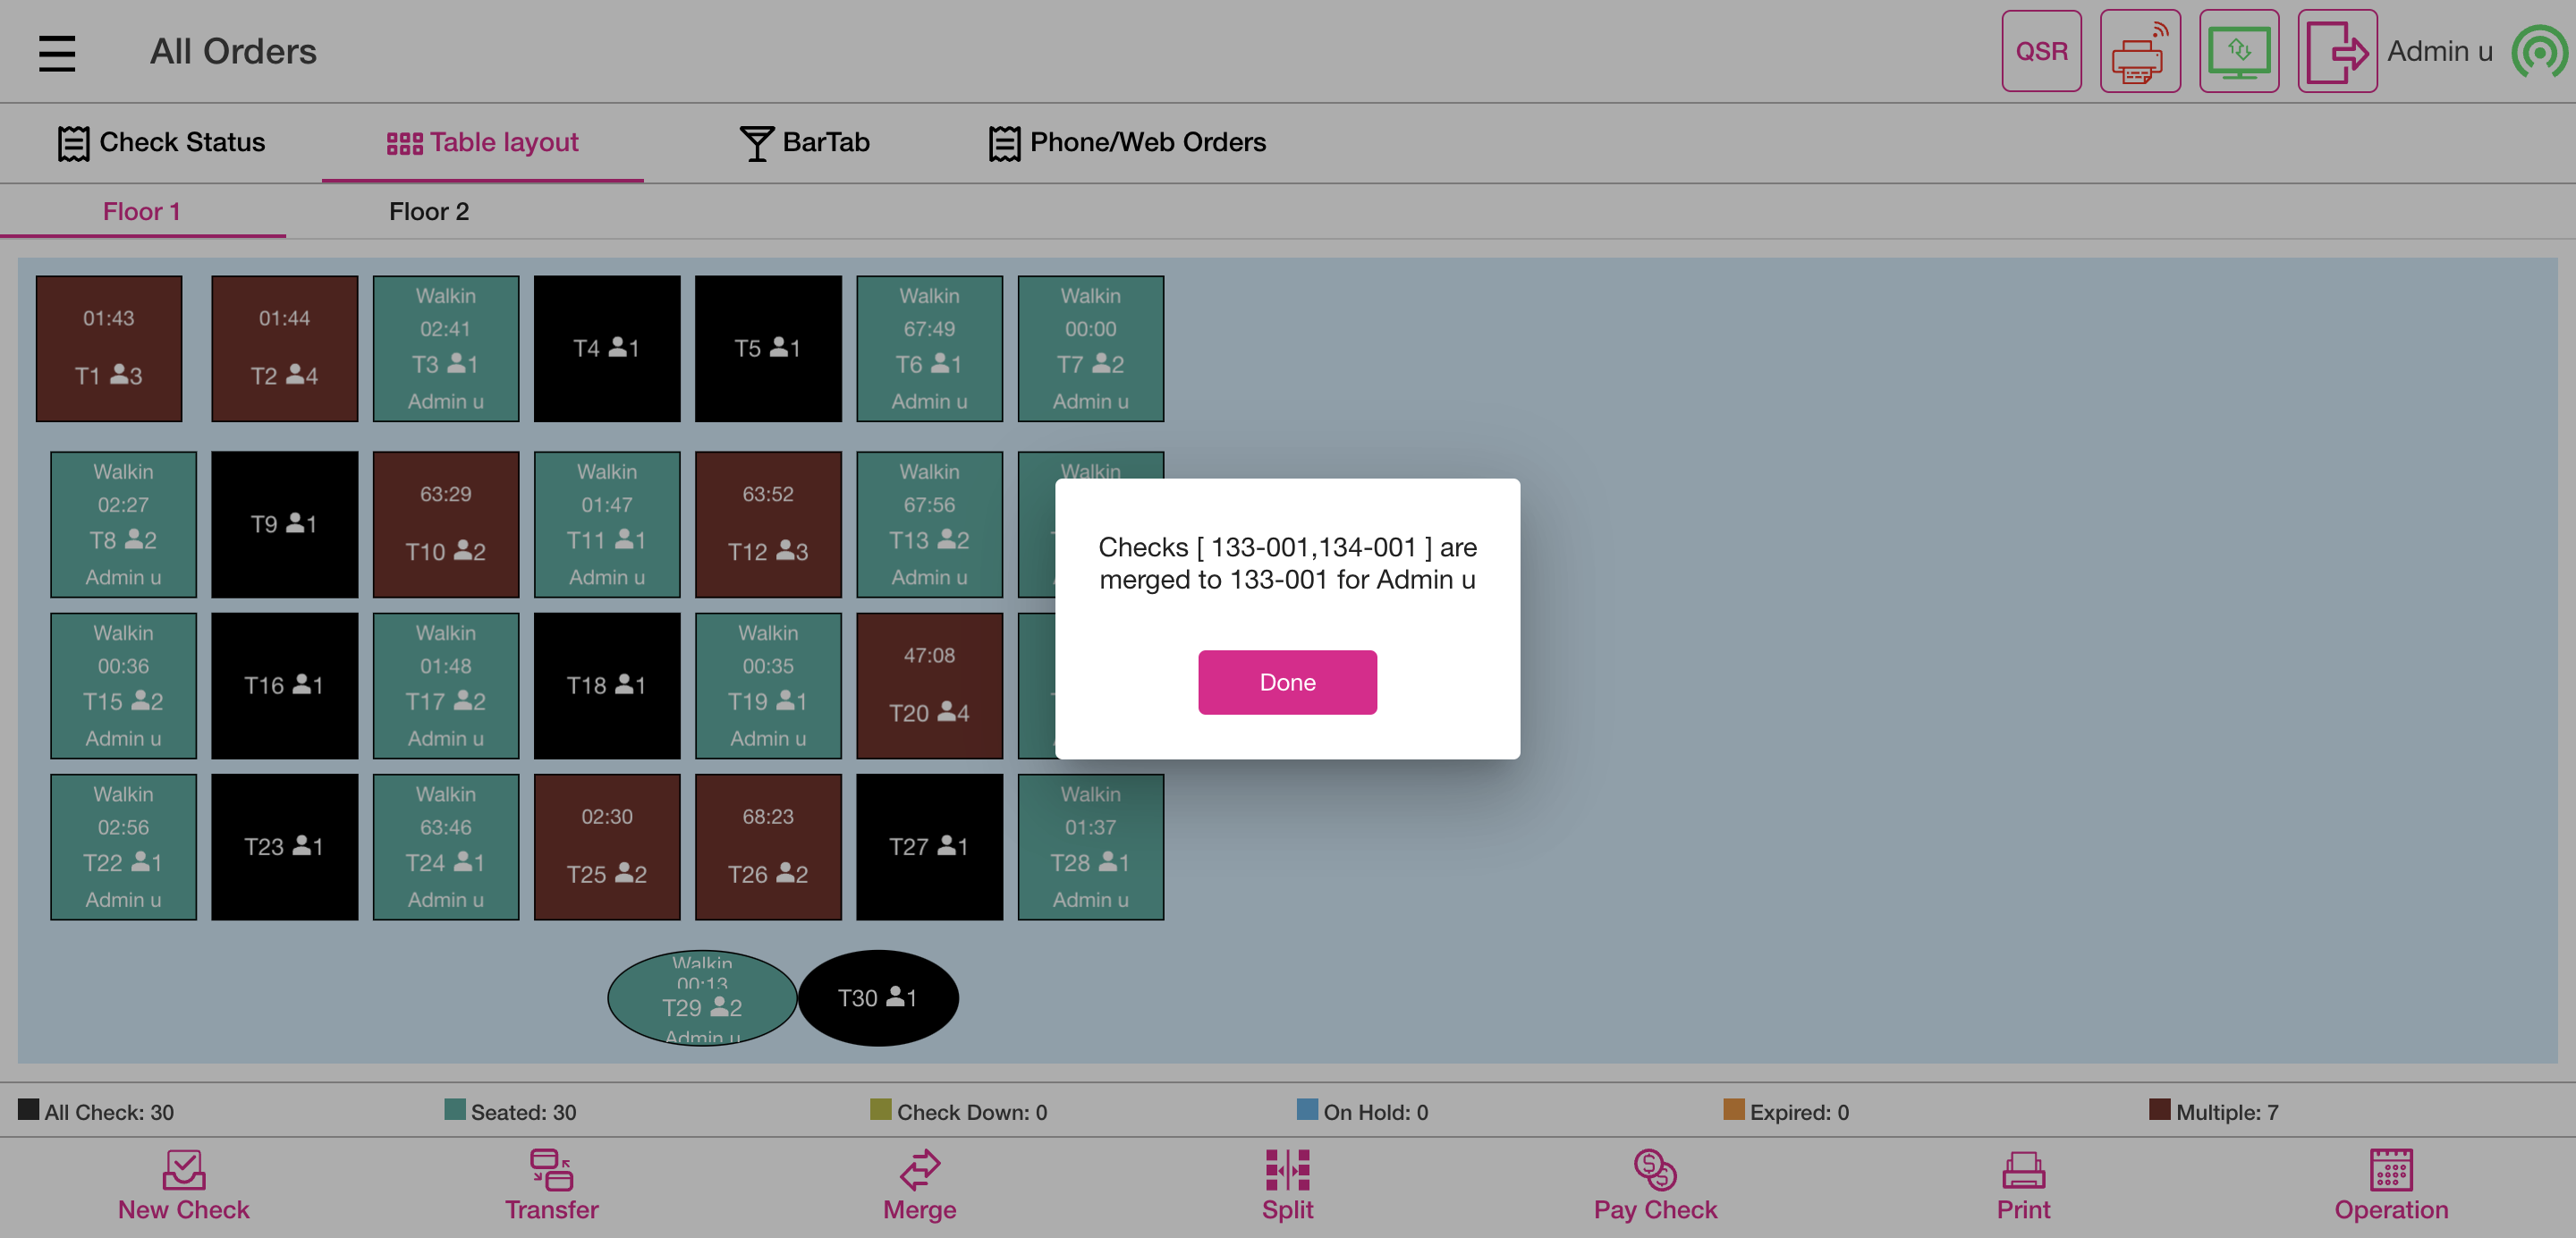 All Orders
QSR
Admin u
Check Status
Table layout
BarTab
Phone/Web Orders
Floor 1
Floor 2
01:43
T1 3
01:44
T2 4
Walkin
02:41
T3 1
Admin u
T4 1
T5 1
Walkin
67:49
T6 1
Admin u
Walkin
00:00
T7 2
Admin u
Walkin
02:27
T8 2
Admin u
T9 1
63:29
T10 2
Walkin
01:47
T11 1
Admin u
63:52
T12 3
Walkin
67:56
T13 2
Admin u
Walkin
Checks [ 133-001,134-001 ] are
merged to 133-001 for Admin u
Done
Walkin
00:36
T15 2
Admin u
T16 1
Walkin
01:48
T17 2
Admin u
T18 1
Walkin
00:35
T19 1
Admin u
47:08
T20 4
Walkin
02:56
T22 1
Admin u
T23 1
Walkin
63:46
T24 1
Admin u
02:30
T25 2
68:23
T26 2
T27 1
Walkin
01:37
T28 1
Admin u
Walkin
00:13
T29 2
Admin u
T30 1
All Check: 30
Seated: 30
Check Down: 0
On Hold: 0
Expired: 0
Multiple: 7
New Check
Transfer
Merge
Split
Pay Check
Print
Operation